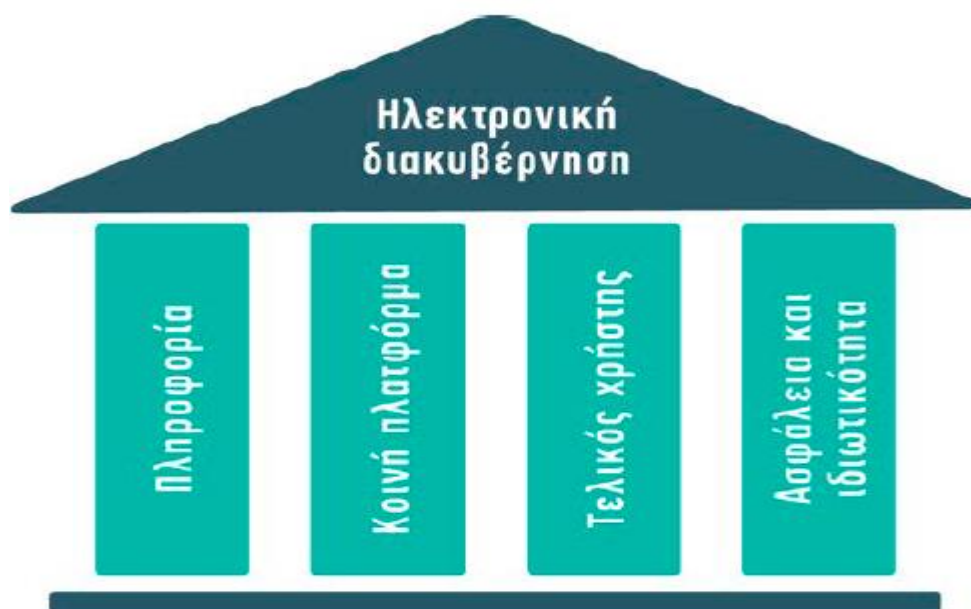 Ηλεκτρονική
διακυβέρνηση
Πληροφορία
Κοινή πλατφόρμα
Τελικός χρήστης
Ασφάλεια και
ιδιωτικότητα